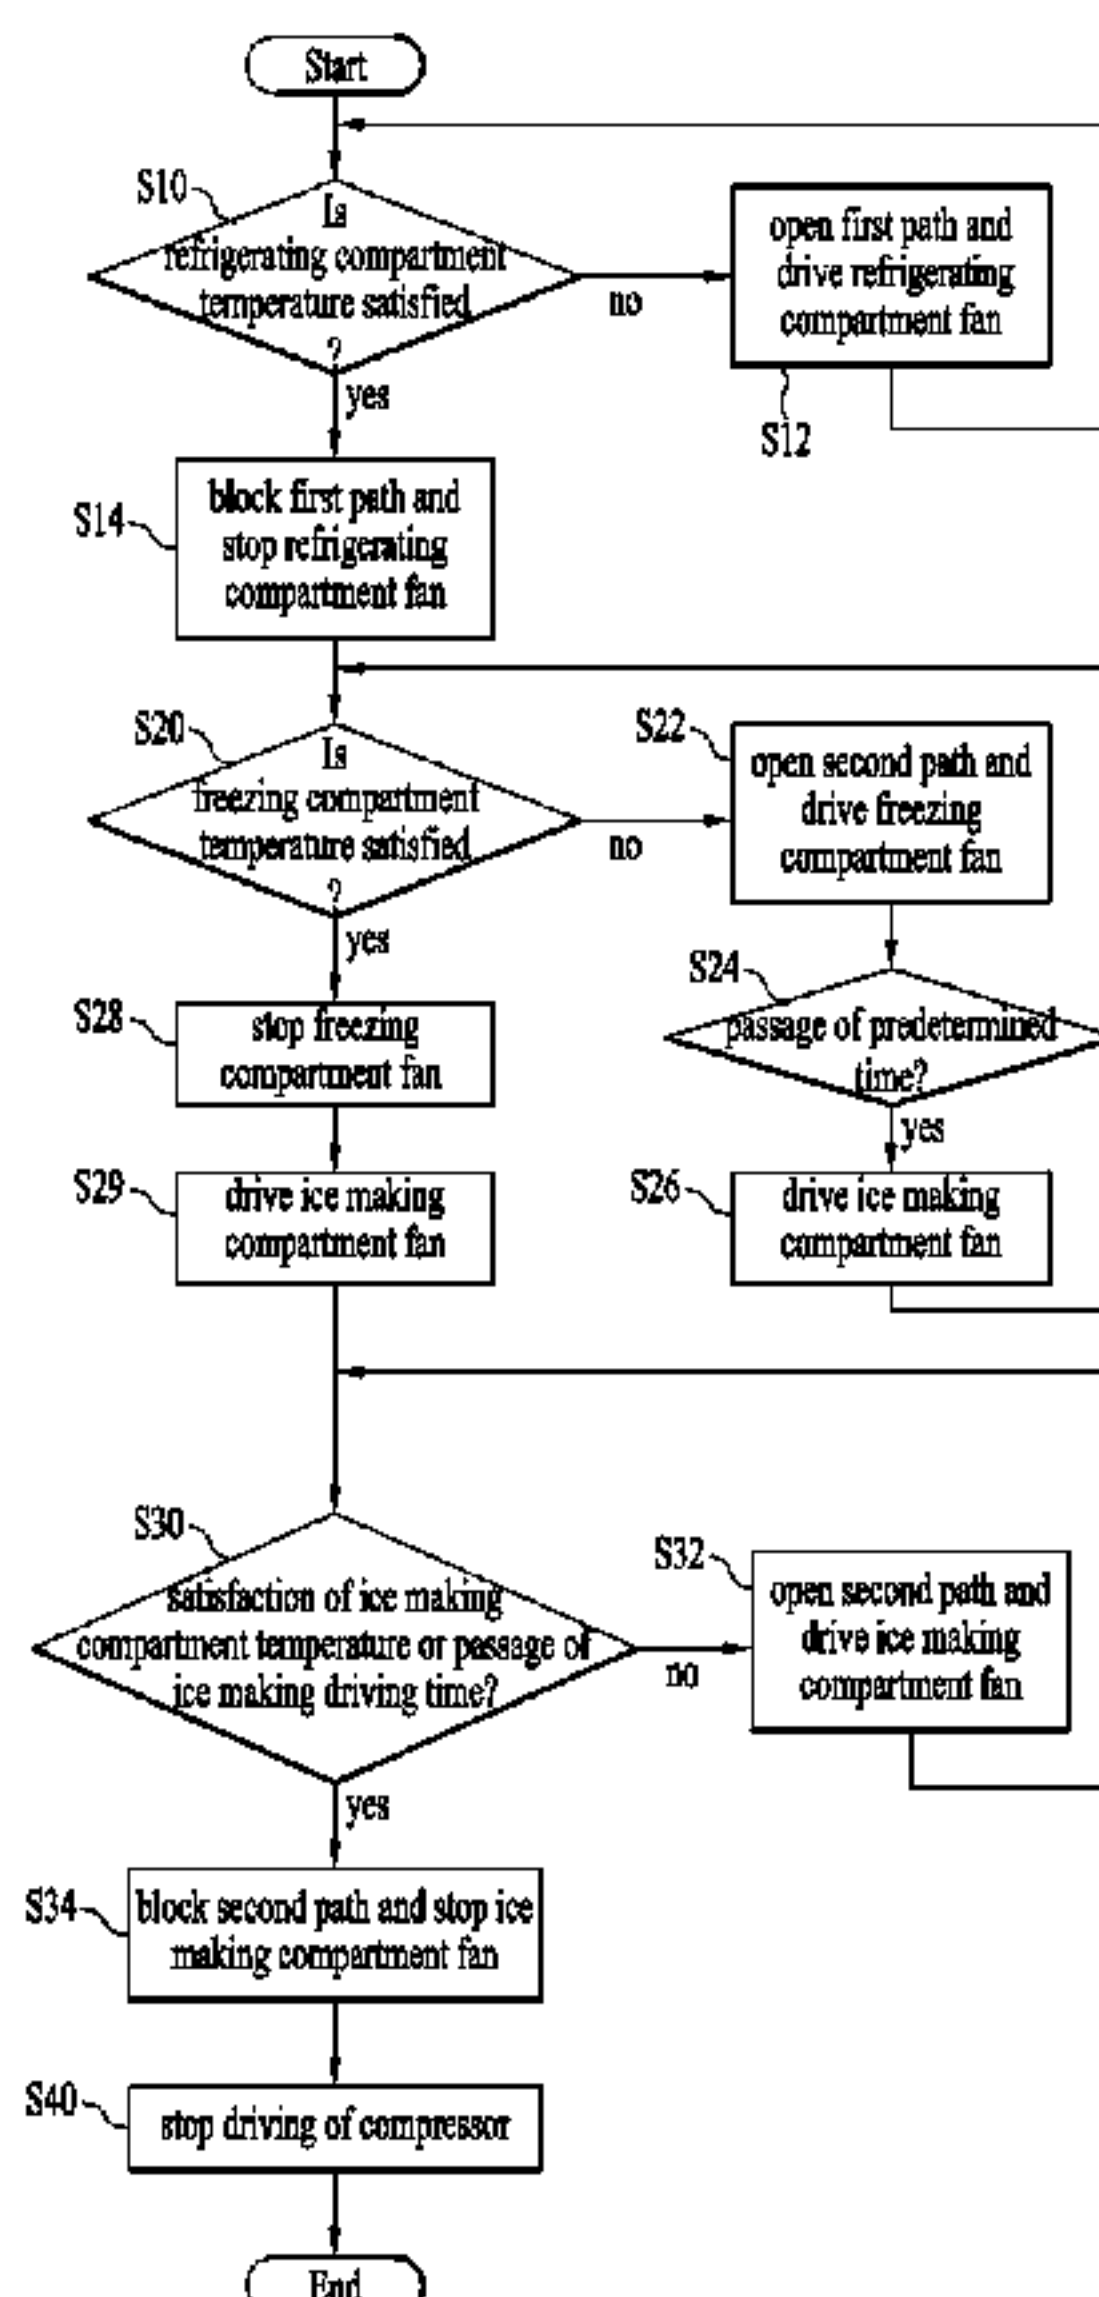 Start
S10
Is
refrigerating compartment
temperature satisfied
?
no
open first path and
drive refrigerating
compartment fan
S12
yes
S14
block first path and
stop refrigerating
compartment fan
S20
Is
freezing compartment
temperature satisfied
?
no
S22
open second path and
drive freezing
compartment fan
yes
S24
passage of predetermined
time?
yes
S28
stop freezing
compartment fan
S29
drive ice making
compartment fan
S26
drive ice making
compartment fan
S30
satisfaction of ice making
compartment temperature or passage of
ice making driving time?
no
S32
open second path and
drive ice making
compartment fan
yes
S34
block second path and stop ice
making compartment fan
S40
stop driving of compressor
End